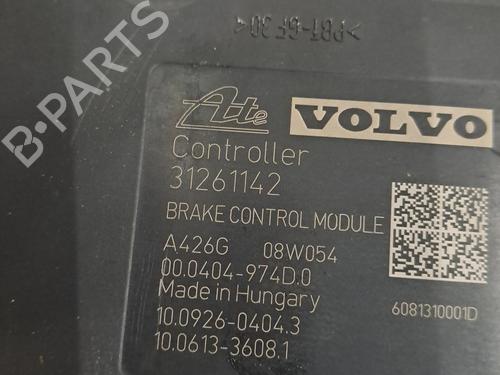 >PBT-GF30<
Ate VOLVO
Controller
31261142
BRAKE CONTROL MODULE
A426G 08W054
00.0404-974D.0
Made in Hungary
6081310001D
10.0926-0404.3
10.0613-3608.1
B-PARTS
B-PARTS